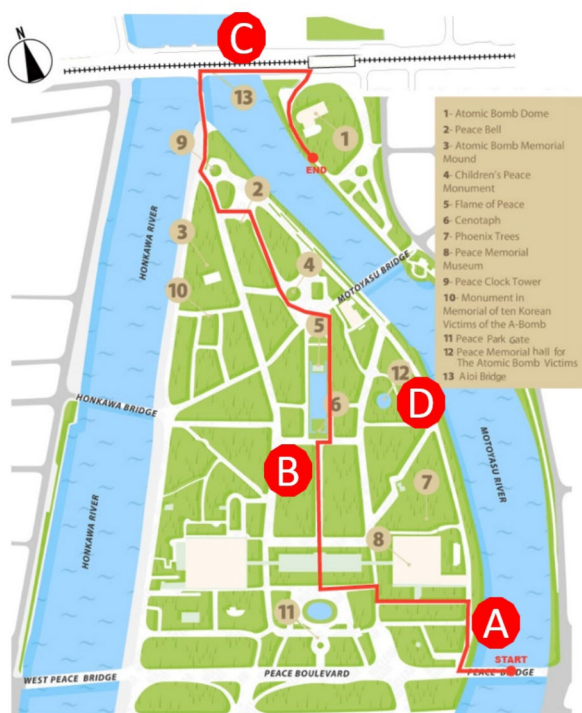 N
C
13
1
9
END
2
3
4
MOTOYASU BRIDGE
HONKAWA RIVER
10
5
12
D
HONKAWA BRIDGE
6
B
MOTOYASU RIVER
7
HONKAWA RIVER
8
A
11
START
WEST PEACE BRIDGE
PEACE BOULEVARD
PEACE BRIDGE
1- Atomic Bomb Dome
2- Peace Bell
3- Atomic Bomb Memorial
Mound
4- Children's Peace
Monument
5- Flame of Peace
6- Cenotaph
7- Phoenix Trees
8- Peace Memorial
Museum
9- Peace Clock Tower
10- Monument in
Memorial of ten Korean
Victims of the A-Bomb
11 Peace Park Gate
12 Peace Memorial hall for
The Atomic Bomb Victims
13 Aioi Bridge